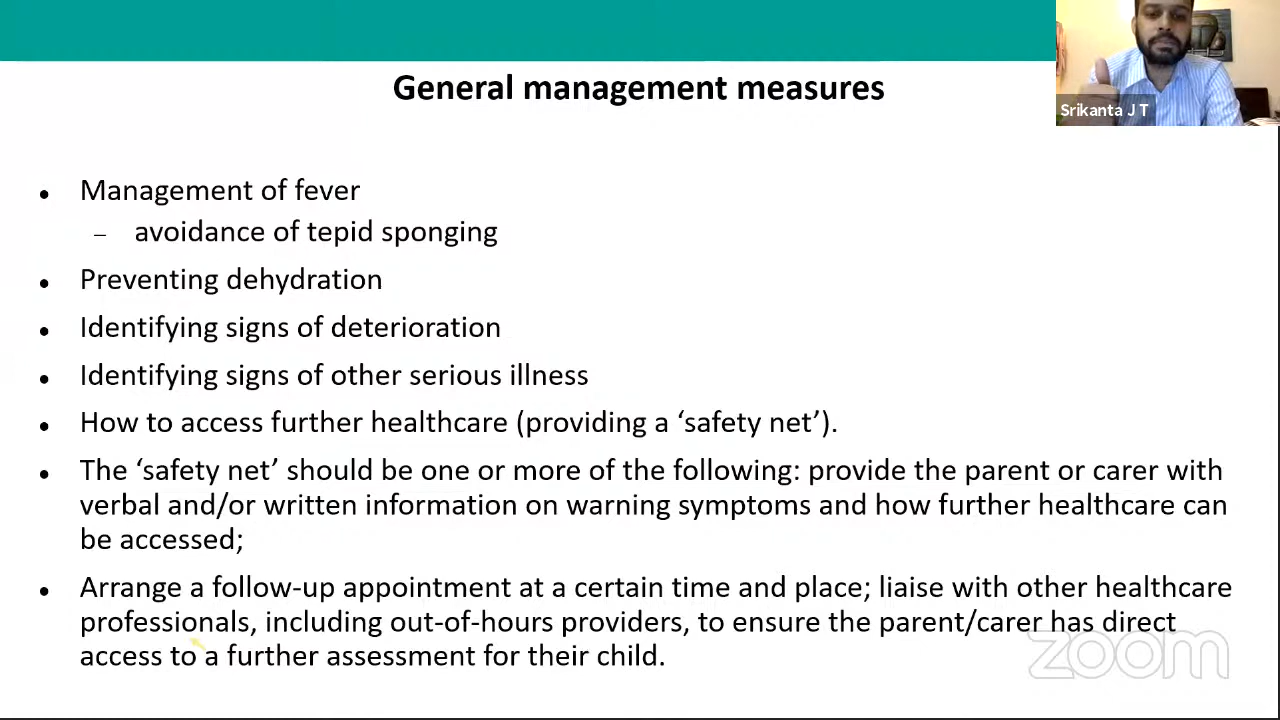 General management measures
Srikanta J T
• Management of fever
– avoidance of tepid sponging
• Preventing dehydration
• Identifying signs of deterioration
• Identifying signs of other serious illness
• How to access further healthcare (providing a ‘safety net’).
• The ‘safety net’ should be one or more of the following: provide the parent or carer with
verbal and/or written information on warning symptoms and how further healthcare can
be accessed;
• Arrange a follow-up appointment at a certain time and place; liaise with other healthcare
professionals, including out-of-hours providers, to ensure the parent/carer has direct
access to a further assessment for their child.
zoom